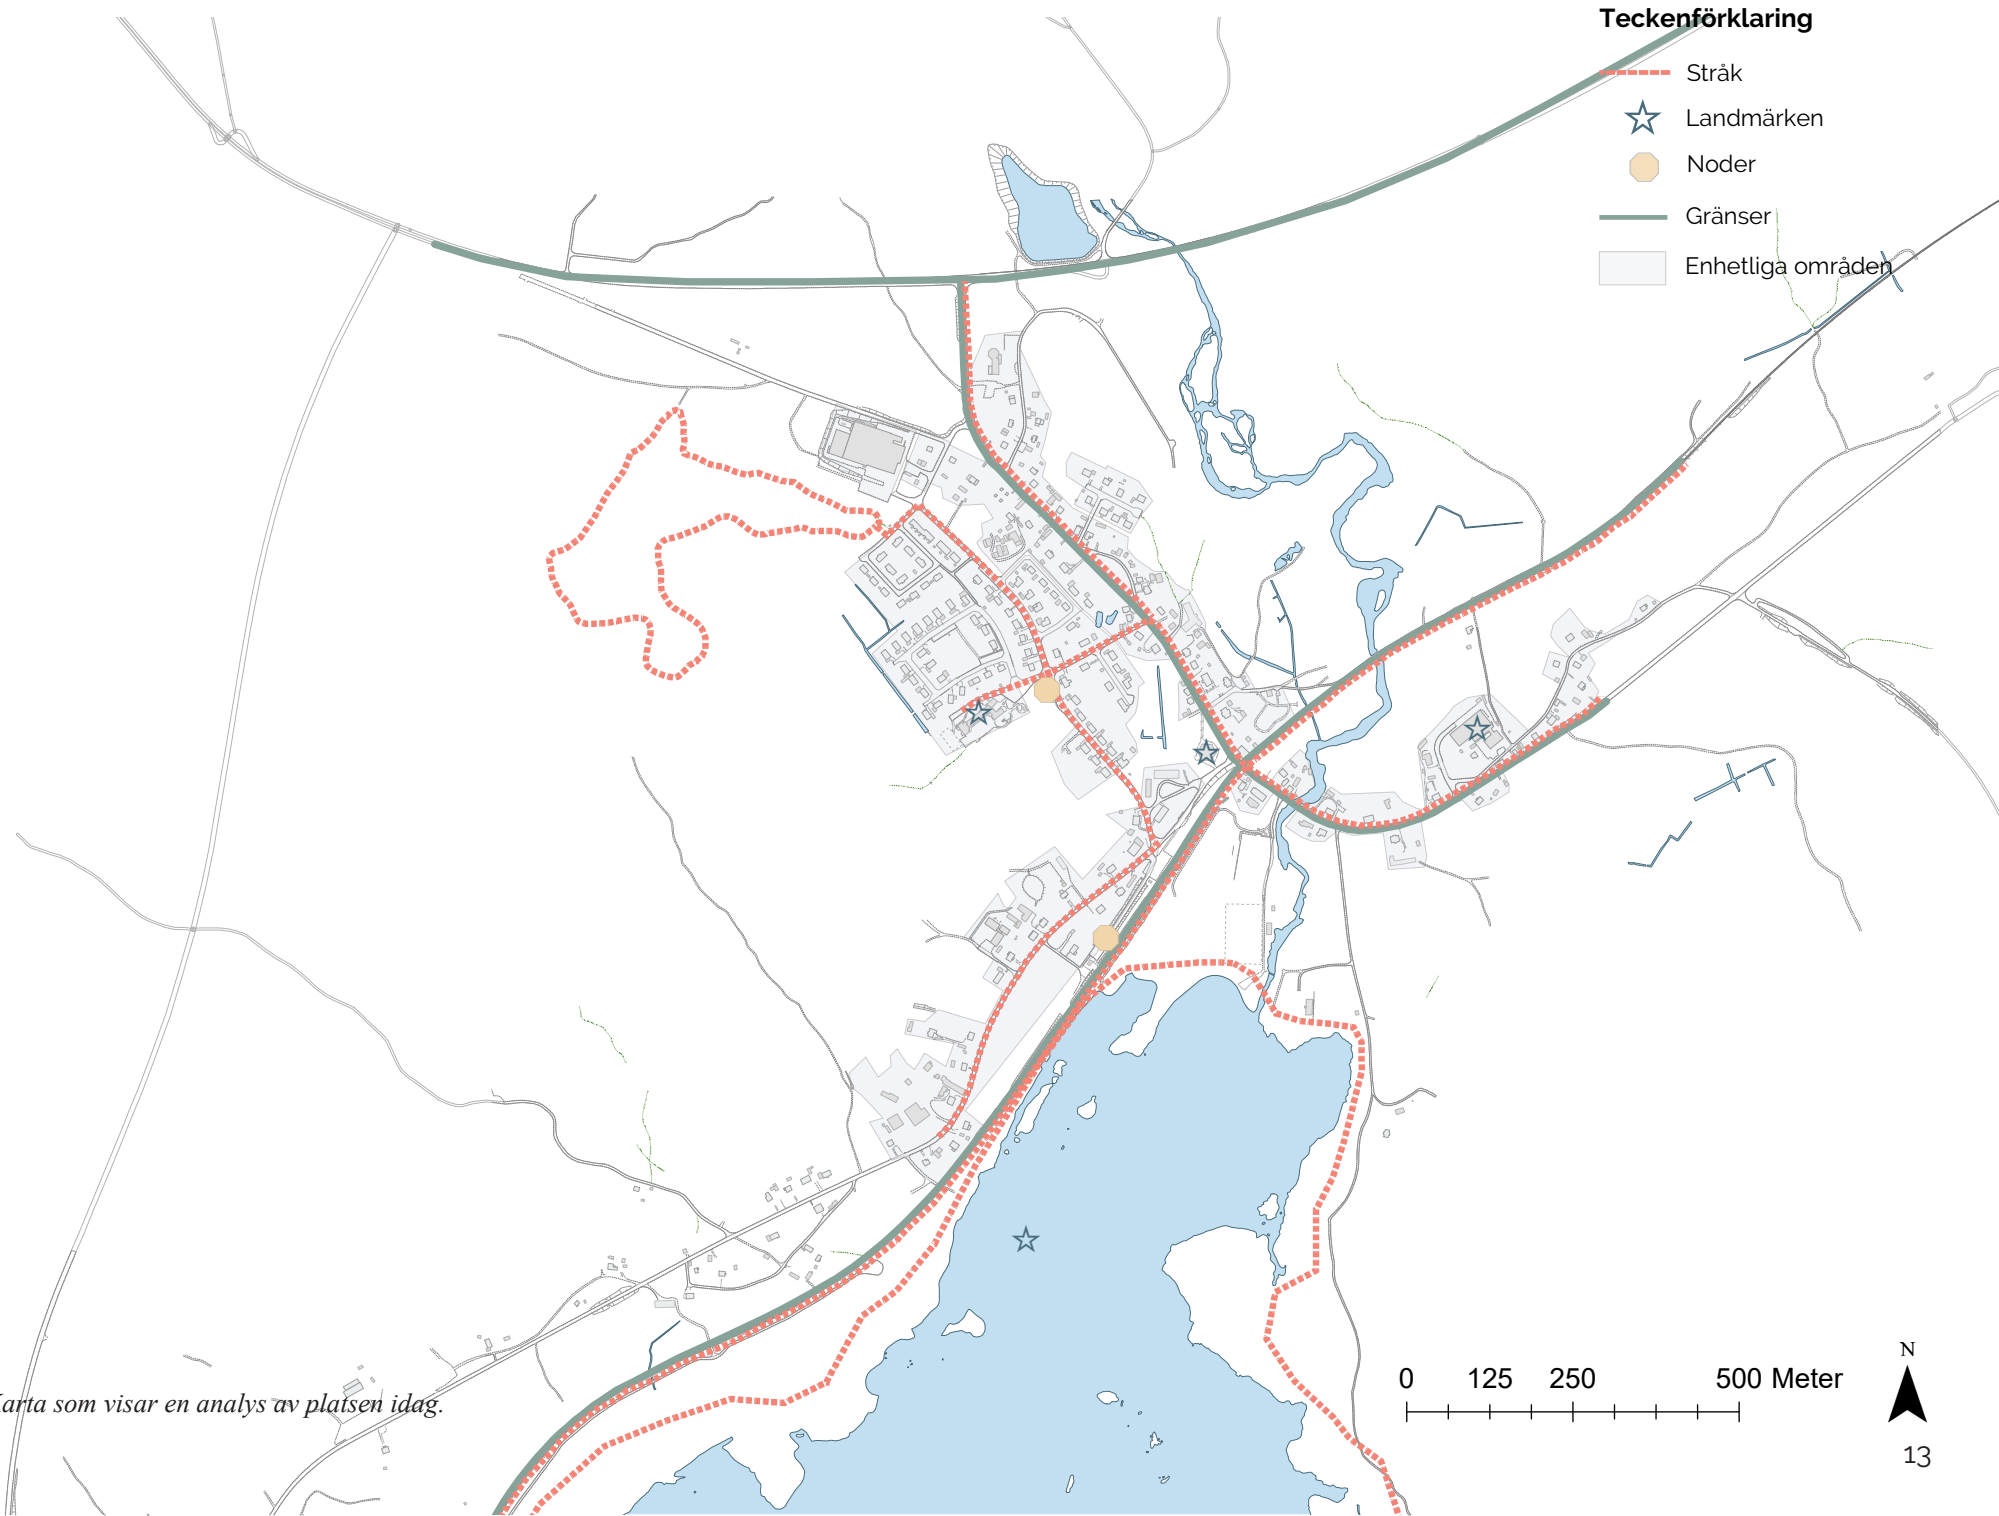 Teckenförklaring
Stråk
Landmärken
Noder
Gränser
Enhetliga områden
0 125 250 500 Meter
N
arta som visar en analys av platsen idag.
13